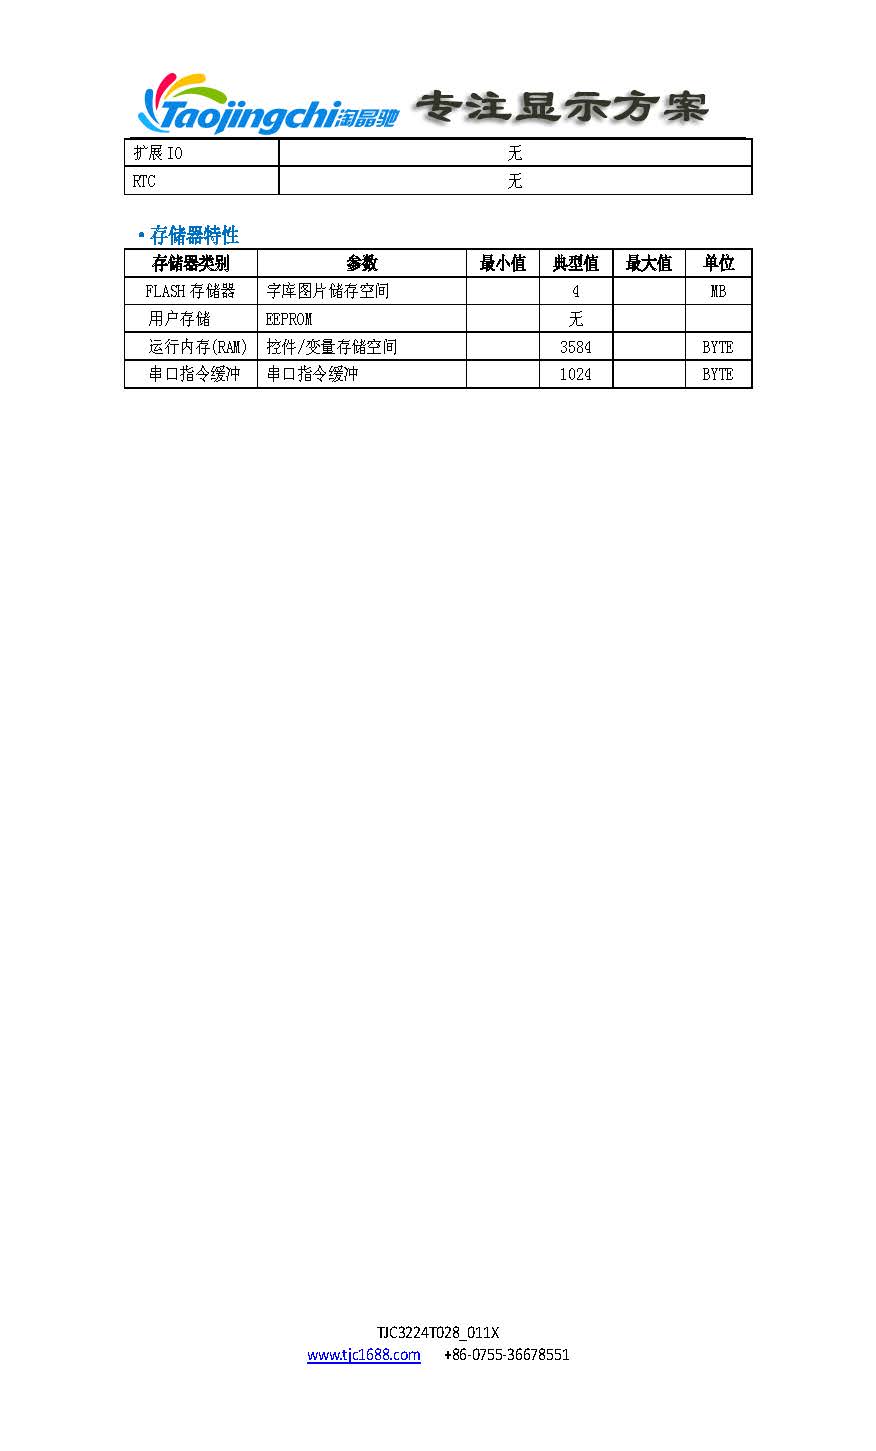 Taojingchi淘晶驰 专注显示方案
扩展 IO 无
RTC 无
·存储器特性
存储器类别 参数 最小值 典型值 最大值 单位
FLASH 存储器 字库图片储存空间 4 MB
用户存储 EEPROM 无
运行内存(RAM) 控件/变量存储空间 3584 BYTE
串口指令缓冲 串口指令缓冲 1024 BYTE
TJC3224T028_011X
www.tjc1688.com +86-0755-36678551